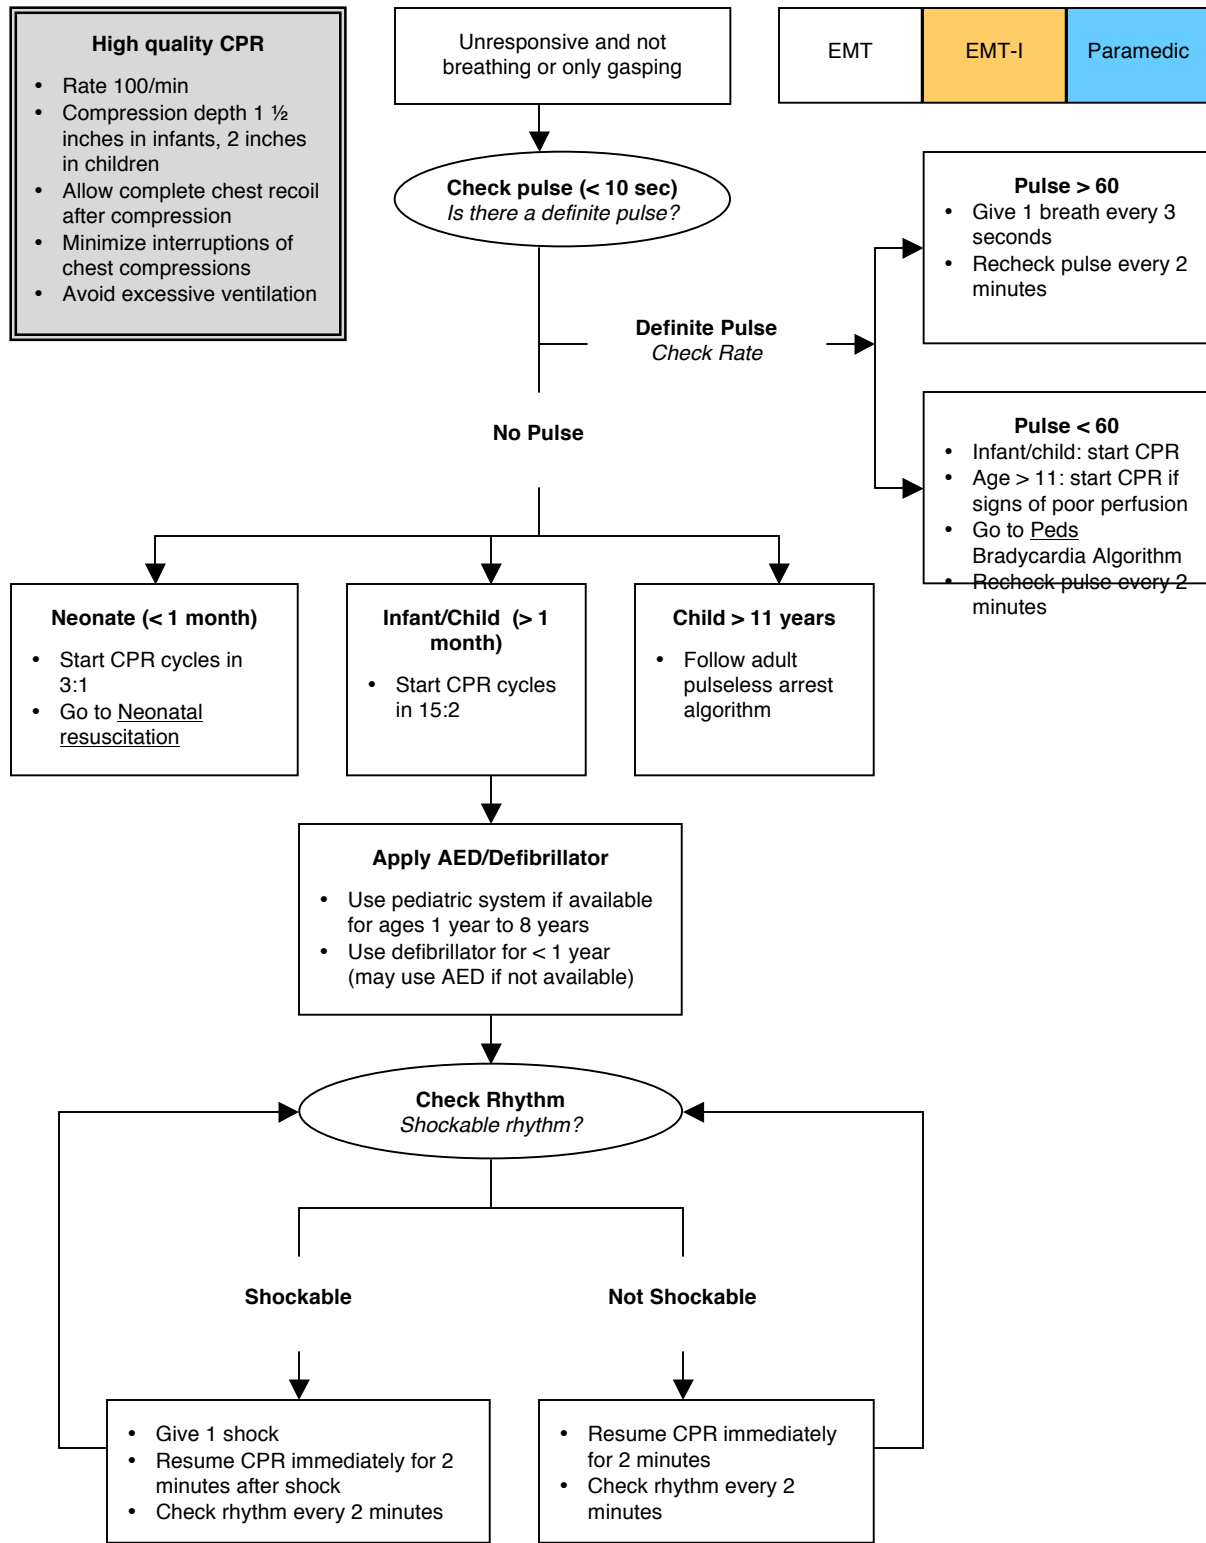 High quality CPR
• Rate 100/min
• Compression depth 1 ½
inches in infants, 2 inches
in children
• Allow complete chest recoil
after compression
• Minimize interruptions of
chest compressions
• Avoid excessive ventilation
Unresponsive and not
breathing or only gasping
EMT
EMT-I
Paramedic
Check pulse (< 10 sec)
Is there a definite pulse?
Pulse > 60
• Give 1 breath every 3
seconds
• Recheck pulse every 2
minutes
Definite Pulse
Check Rate
Pulse < 60
• Infant/child: start CPR
• Age > 11: start CPR if
signs of poor perfusion
• Go to Peds
Bradycardia Algorithm
• Recheck pulse every 2
minutes
No Pulse
Neonate (< 1 month)
• Start CPR cycles in
3:1
• Go to Neonatal
resuscitation
Infant/Child (> 1
month)
• Start CPR cycles
in 15:2
Child > 11 years
• Follow adult
pulseless arrest
algorithm
Apply AED/Defibrillator
• Use pediatric system if available
for ages 1 year to 8 years
• Use defibrillator for < 1 year
(may use AED if not available)
Check Rhythm
Shockable rhythm?
Shockable
Not Shockable
• Give 1 shock
• Resume CPR immediately for 2
minutes after shock
• Check rhythm every 2 minutes
• Resume CPR immediately
for 2 minutes
• Check rhythm every 2
minutes